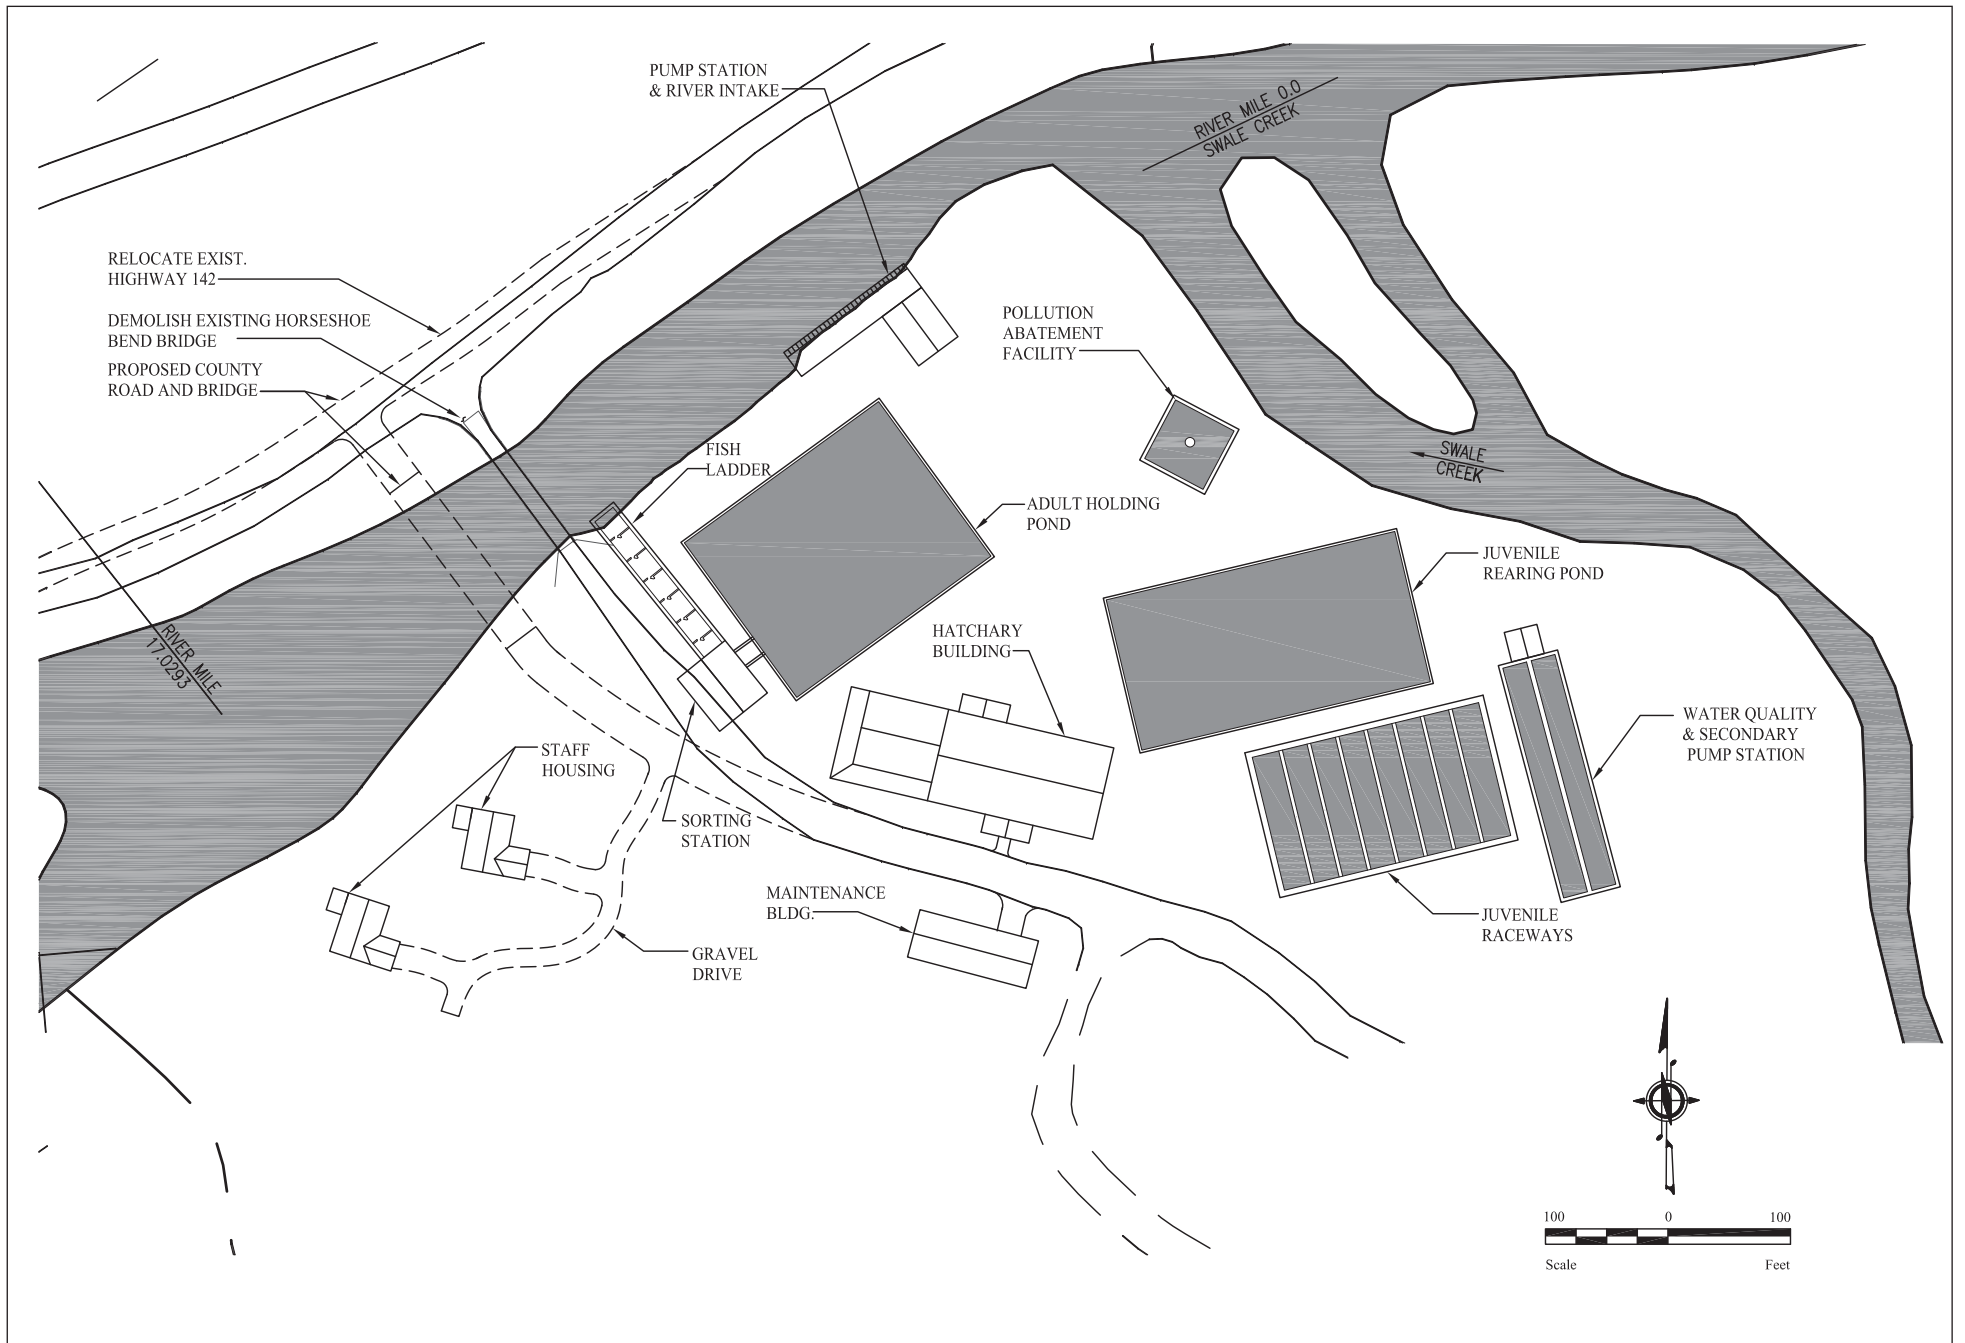 PUMP STATION
& RIVER INTAKE
RIVER MILE 0.0
SWALE CREEK
RELOCATE EXIST.
HIGHWAY 142
DEMOLISH EXISTING HORSESHOE
BEND BRIDGE
PROPOSED COUNTY
ROAD AND BRIDGE
POLLUTION
ABATEMENT
FACILITY
FISH
LADDER
SWALE
CREEK
ADULT HOLDING
POND
JUVENILE
REARING POND
RIVER MILE
17.0293
HATCHARY
BUILDING
WATER QUALITY
& SECONDARY
PUMP STATION
STAFF
HOUSING
SORTING
STATION
MAINTENANCE
BLDG.
JUVENILE
RACEWAYS
GRAVEL
DRIVE
100 0 100
Scale Feet